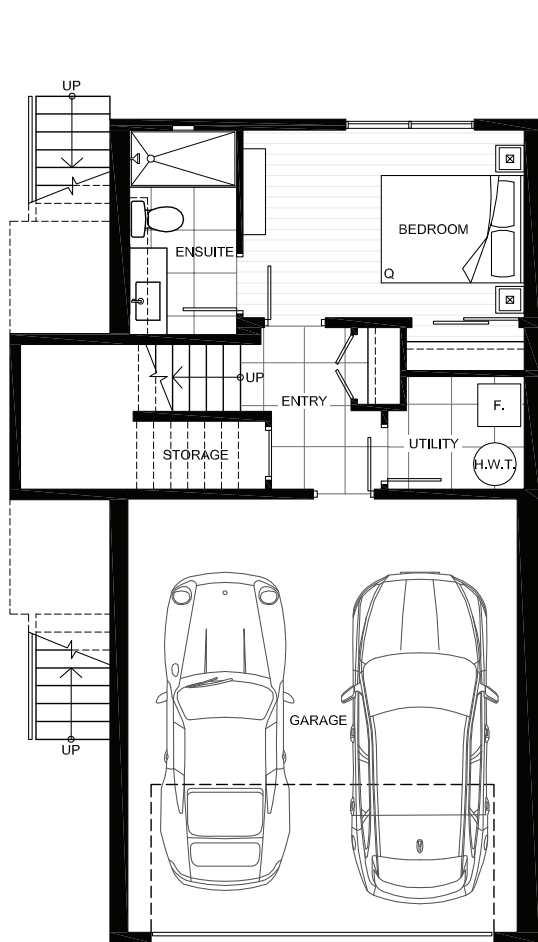 UP
ENSUITE
BEDROOM
Q
UP
ENTRY
F.
STORAGE
UTILITY
H.W.T.
GARAGE
UP